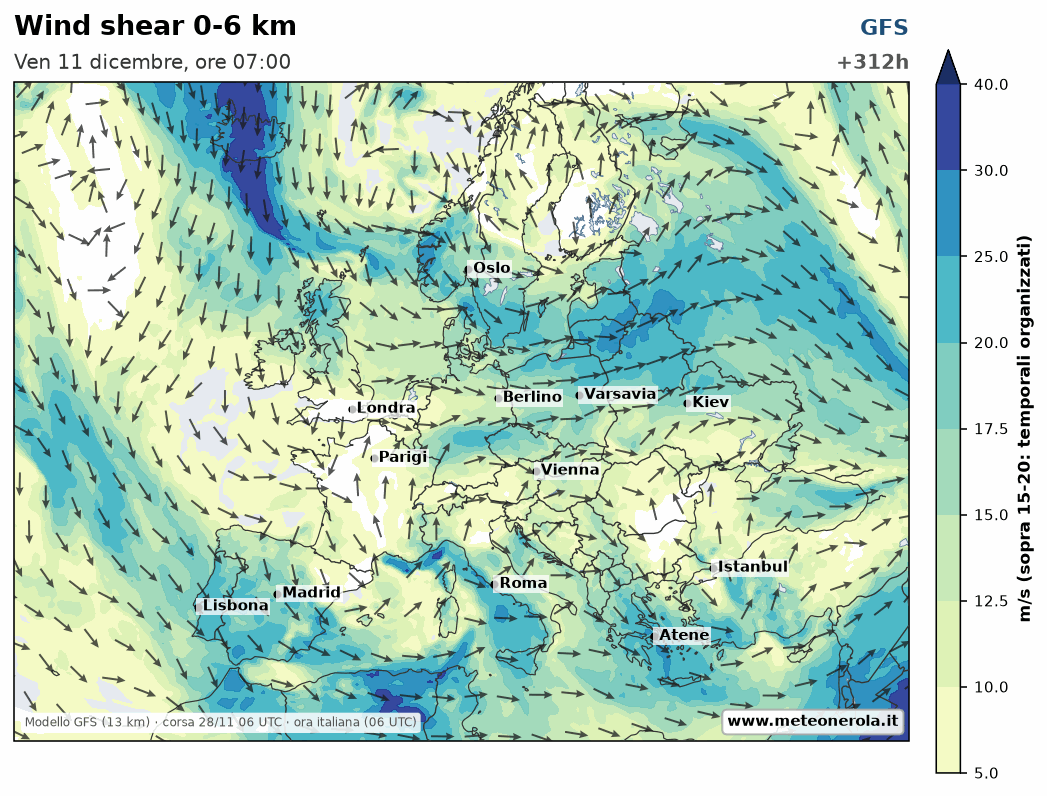 Wind shear 0-6 km
GFS
Ven 11 dicembre, ore 07:00
+312h
40.0
30.0
25.0
20.0
17.5
15.0
12.5
10.0
5.0
m/s (sopra 15-20: temporali organizzati)
Oslo
Berlino
Varsavia
Kiev
Londra
Parigi
Vienna
Istanbul
Roma
Madrid
Lisbona
Atene
Modello GFS (13 km) · corsa 28/11 06 UTC · ora italiana (06 UTC)
www.meteonerola.it